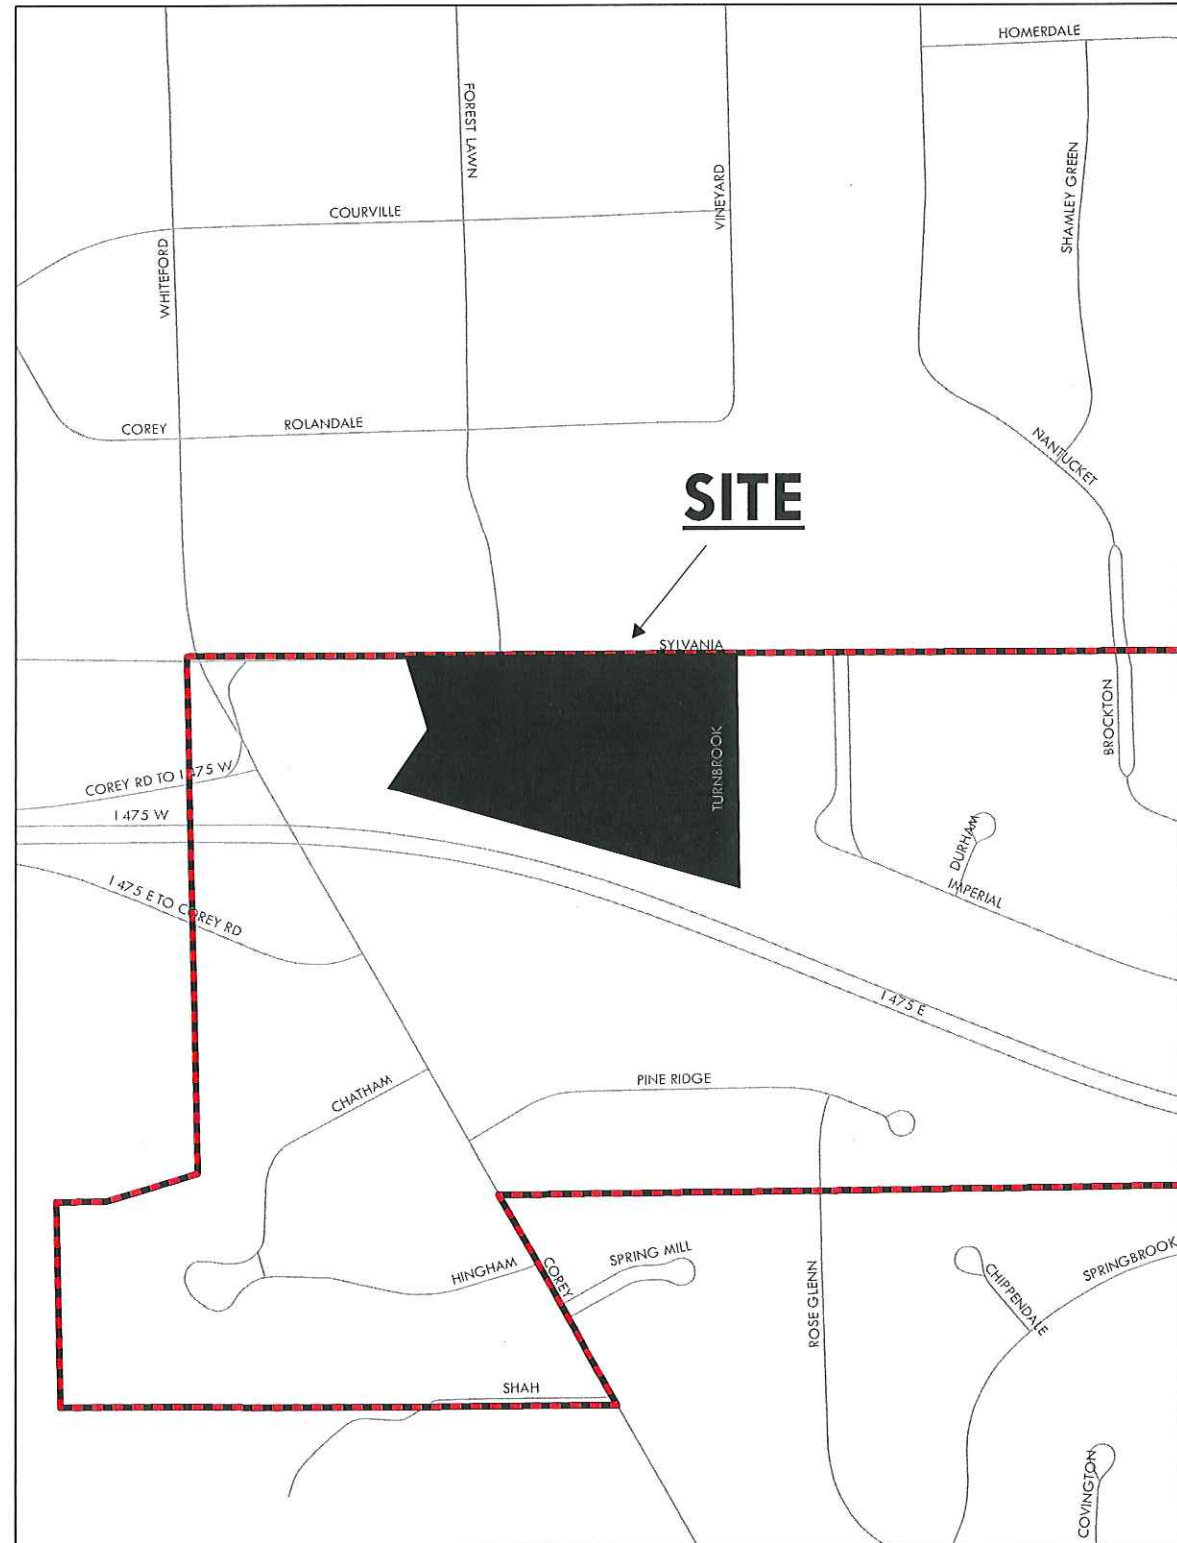 HOMERDALE
FOREST LAWN
SHAMLEY GREEN
VINEYARD
COURVILLE
WHITEFORD
COREY
ROLANDALE
NANTUCKET
SITE
SYLVANIA
BROCKTON
TURNBROOK
COREY RD TO I 475 W
I 475 W
DURHAM
IMPERIAL
I 475 E TO COREY RD
I 475 E
PINE RIDGE
CHATHAM
HINGHAM
COREY
SPRING MILL
SPRINGBROOK
CHIPPENDALE
ROSE GLENN
SHAH
COVINGTON